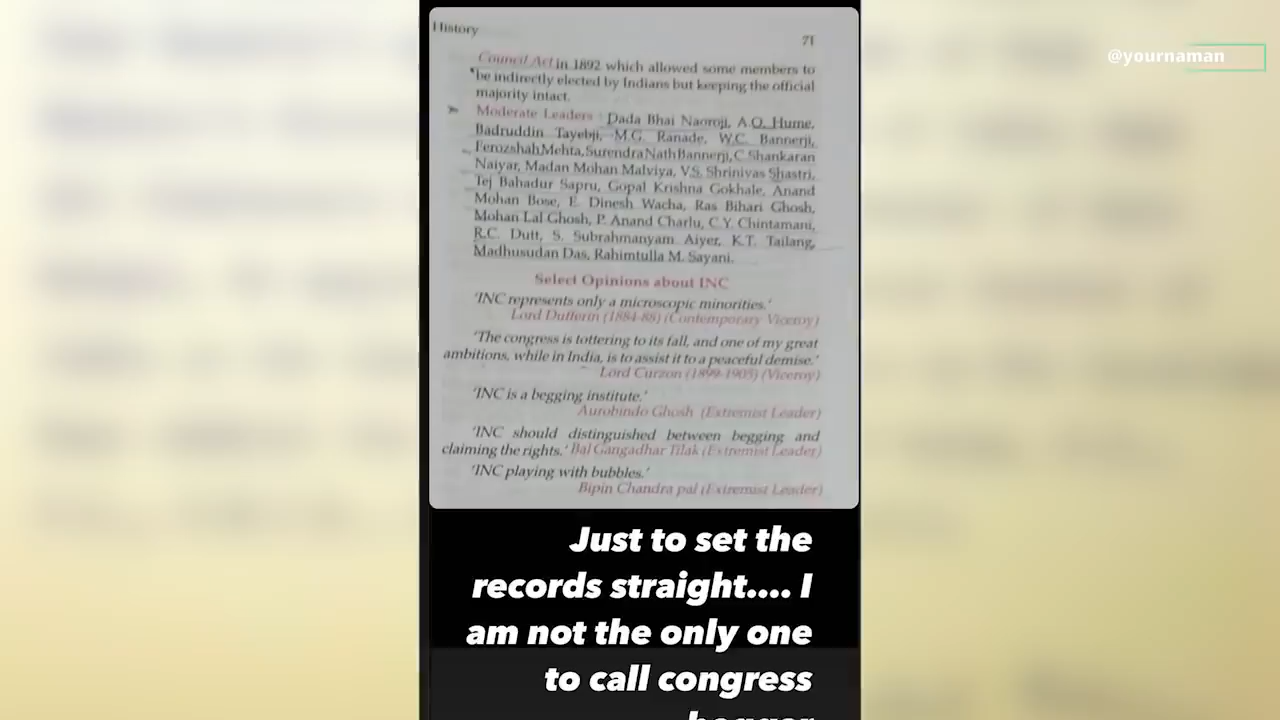 History
71
@yournaman
Council Act in 1892 which allowed some members to
be indirectly elected by Indians but keeping the official
majority intact.
➤ Moderate Leaders : Dada Bhai Naoroji, A.O. Hume,
Badruddin Tayebji, M.G. Ranade, W.C. Bannerji,
Ferozshah Mehta, Surendra Nath Bannerji, C. Shankaran
Naiyar, Madan Mohan Malviya, V.S. Shrinivas Shastri,
Tej Bahadur Sapru, Gopal Krishna Gokhale, Anand
Mohan Bose, E. Dinesh Wacha, Ras Bihari Ghosh,
Mohan Lal Ghosh, P. Anand Charlu, C.Y. Chintamani,
R.C. Dutt, S. Subrahmanyam Aiyer, K.T. Tailang,
Madhusudan Das, Rahimtulla M. Sayani.
Select Opinions about INC
'INC represents only a microscopic minorities.'
Lord Dufferin (1884-88) (Contemporary Viceroy)
'The congress is tottering to its fall, and one of my great
ambitions, while in India, is to assist it to a peaceful demise.'
Lord Curzon (1899-1905) (Viceroy)
'INC is a begging institute.'
Aurobindo Ghosh (Extremist Leader)
'INC should distinguished between begging and
claiming the rights.' Bal Gangadhar Tilak (Extremist Leader)
'INC playing with bubbles.'
Bipin Chandra pal (Extremist Leader)
Just to set the
records straight.... I
am not the only one
to call congress